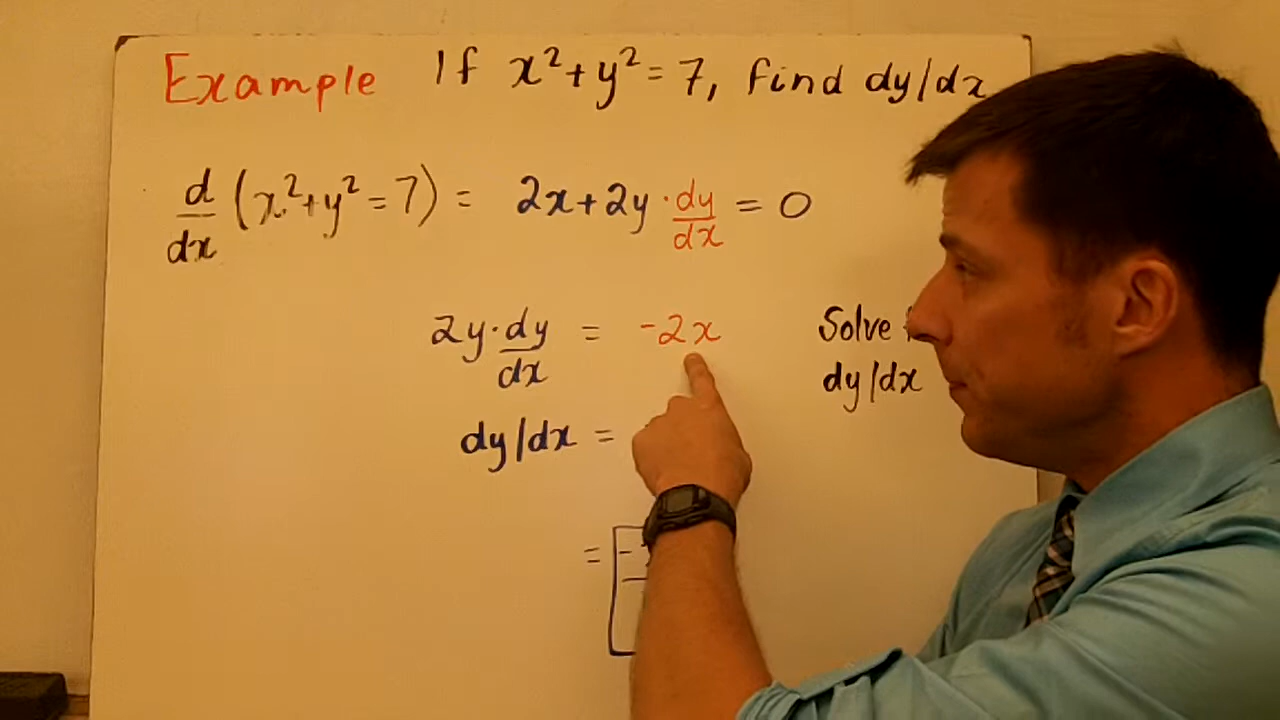 Example If x²+y²=7, find dy/dx
d/dx (x²+y²=7) = 2x+2y·dy/dx = 0
2y·dy/dx = -2x Solve
dy/dx
dy/dx =
= -